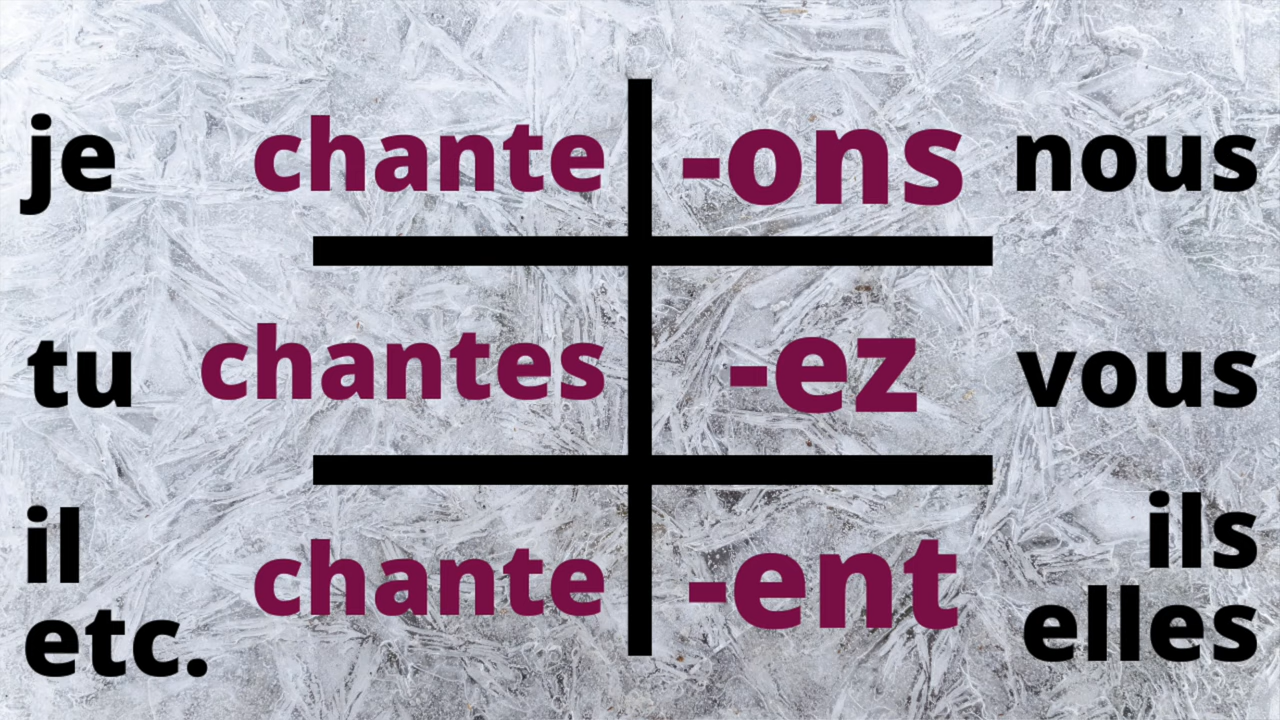 je chante -ons nous
tu chantes -ez vous
il
etc. chante -ent ils
elles